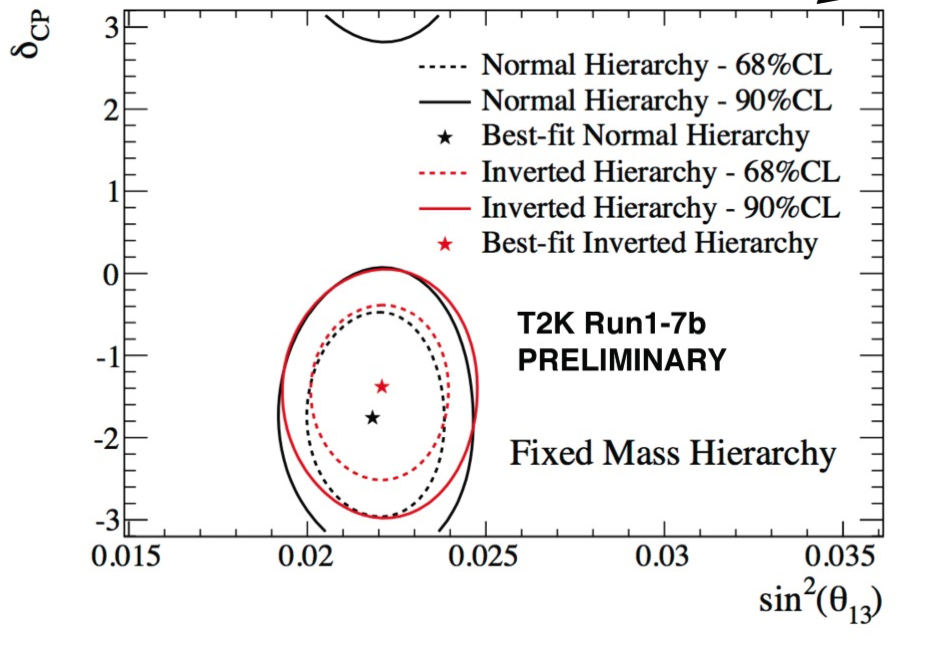 δCP
3
2
1
0
-1
-2
-3
Normal Hierarchy - 68%CL
Normal Hierarchy - 90%CL
Best-fit Normal Hierarchy
Inverted Hierarchy - 68%CL
Inverted Hierarchy - 90%CL
Best-fit Inverted Hierarchy
T2K Run1-7b
PRELIMINARY
Fixed Mass Hierarchy
0.015 0.02 0.025 0.03 0.035
sin²(θ₁₃)